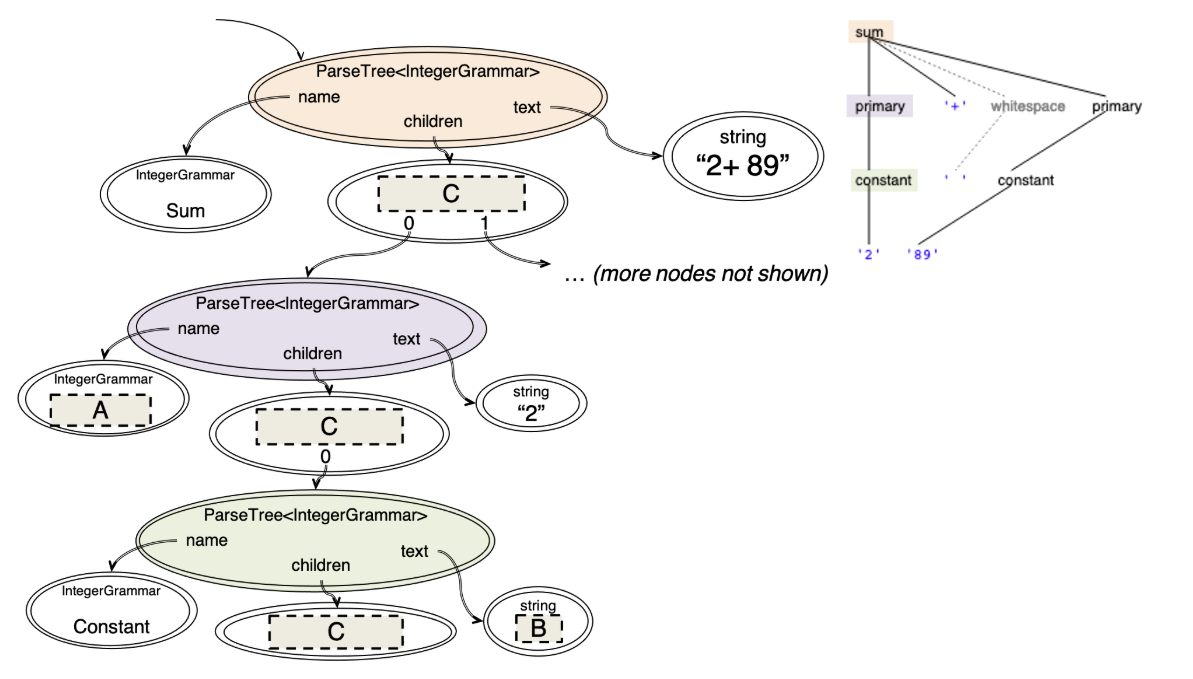 ParseTree<IntegerGrammar>
name
text
children
string
“2+ 89”
IntegerGrammar
Sum
C
0 1
… (more nodes not shown)
ParseTree<IntegerGrammar>
name
text
children
IntegerGrammar
A
string
“2”
C
0
ParseTree<IntegerGrammar>
name
text
children
IntegerGrammar
Constant
C
string
B
sum
primary '+' whitespace primary
constant ' ' constant
'2' '89'